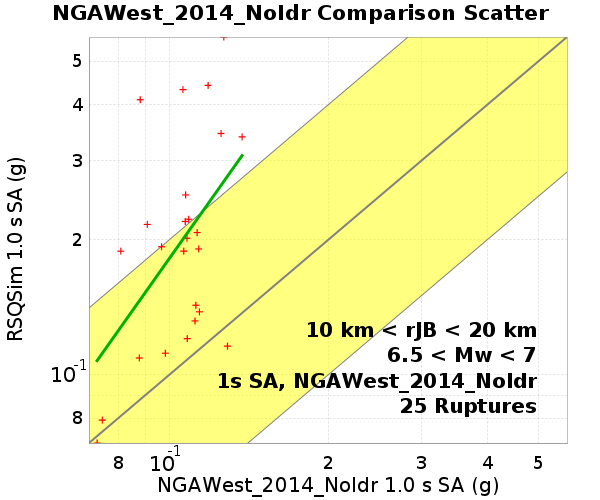 NGAWest_2014_NoIdr Comparison Scatter
RSQSim 1.0 s SA (g)
5
4
3
2
10-1
8
10 km < rJB < 20 km
6.5 < Mw < 7
1s SA, NGAWest_2014_NoIdr
25 Ruptures
8 10-1 2 3 4 5
NGAWest_2014_NoIdr 1.0 s SA (g)